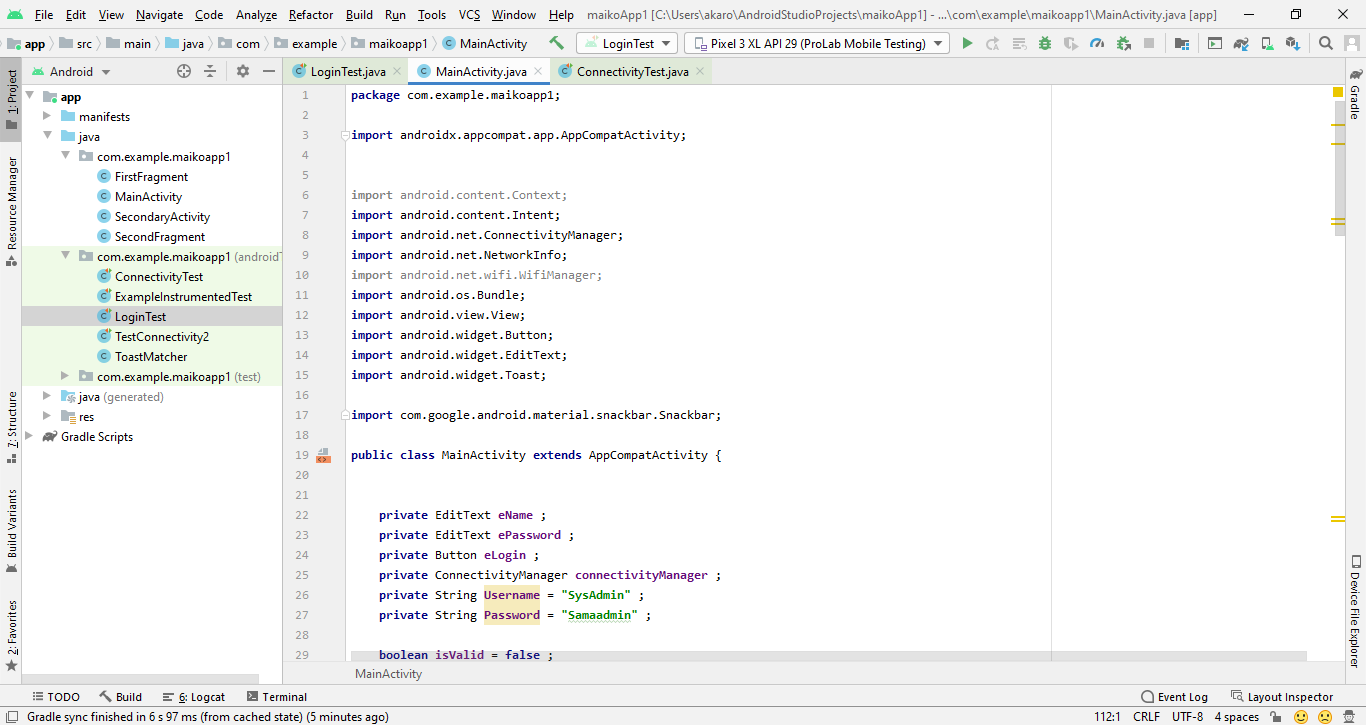 File Edit View Navigate Code Analyze Refactor Build Run Tools VCS Window Help maikoApp1 [C:\Users\akaro\AndroidStudioProjects\maikoApp1] - ...\com\example\maikoapp1\MainActivity.java [app]
app src main java com example maikoapp1 MainActivity LoginTest Pixel 3 XL API 29 (ProLab Mobile Testing)
Android LoginTest.java MainActivity.java ConnectivityTest.java
1: Project
Resource Manager
7: Structure
Build Variants
2: Favorites
app
manifests
java
com.example.maikoapp1
FirstFragment
MainActivity
SecondaryActivity
SecondFragment
com.example.maikoapp1 (androidT
ConnectivityTest
ExampleInstrumentedTest
LoginTest
TestConnectivity2
ToastMatcher
com.example.maikoapp1 (test)
java (generated)
res
Gradle Scripts
1 package com.example.maikoapp1;
2
3 import androidx.appcompat.app.AppCompatActivity;
4
5
6 import android.content.Context;
7 import android.content.Intent;
8 import android.net.ConnectivityManager;
9 import android.net.NetworkInfo;
10 import android.net.wifi.WifiManager;
11 import android.os.Bundle;
12 import android.view.View;
13 import android.widget.Button;
14 import android.widget.EditText;
15 import android.widget.Toast;
16
17 import com.google.android.material.snackbar.Snackbar;
18
19 public class MainActivity extends AppCompatActivity {
20
21
22 private EditText eName ;
23 private EditText ePassword ;
24 private Button eLogin ;
25 private ConnectivityManager connectivityManager ;
26 private String Username = "SysAdmin" ;
27 private String Password = "Samaadmin" ;
28
29 boolean isValid = false ;
MainActivity
Gradle
Device File Explorer
TODO Build 6: Logcat Terminal Event Log Layout Inspector
Gradle sync finished in 6 s 97 ms (from cached state) (5 minutes ago) 112:1 CRLF UTF-8 4 spaces